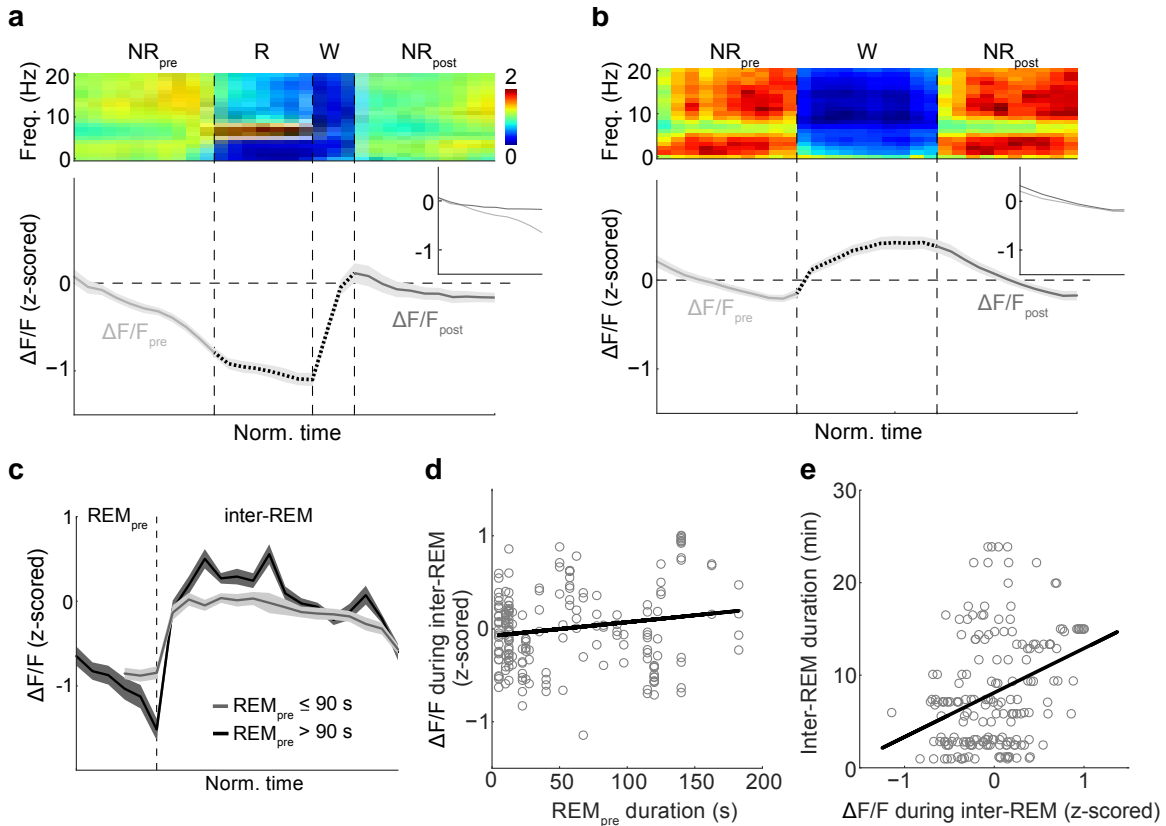 a
NRpre R W NRpost
Freq. (Hz)
20
10
0
2
0
ΔF/F (z-scored)
0
−1
0
-1
ΔF/Fpre
ΔF/Fpost
Norm. time
b
NRpre W NRpost
Freq. (Hz)
20
10
0
ΔF/F (z-scored)
0
−1
0
-1
ΔF/Fpre
ΔF/Fpost
Norm. time
c
REMpre inter-REM
ΔF/F (z-scored)
1
0
-1
REMpre ≤ 90 s
REMpre > 90 s
Norm. time
d
ΔF/F during inter-REM
(z-scored)
1
0
−1
0 50 100 150 200
REMpre duration (s)
e
Inter-REM duration (min)
30
20
10
0
−1 0 1
ΔF/F during inter-REM (z-scored)